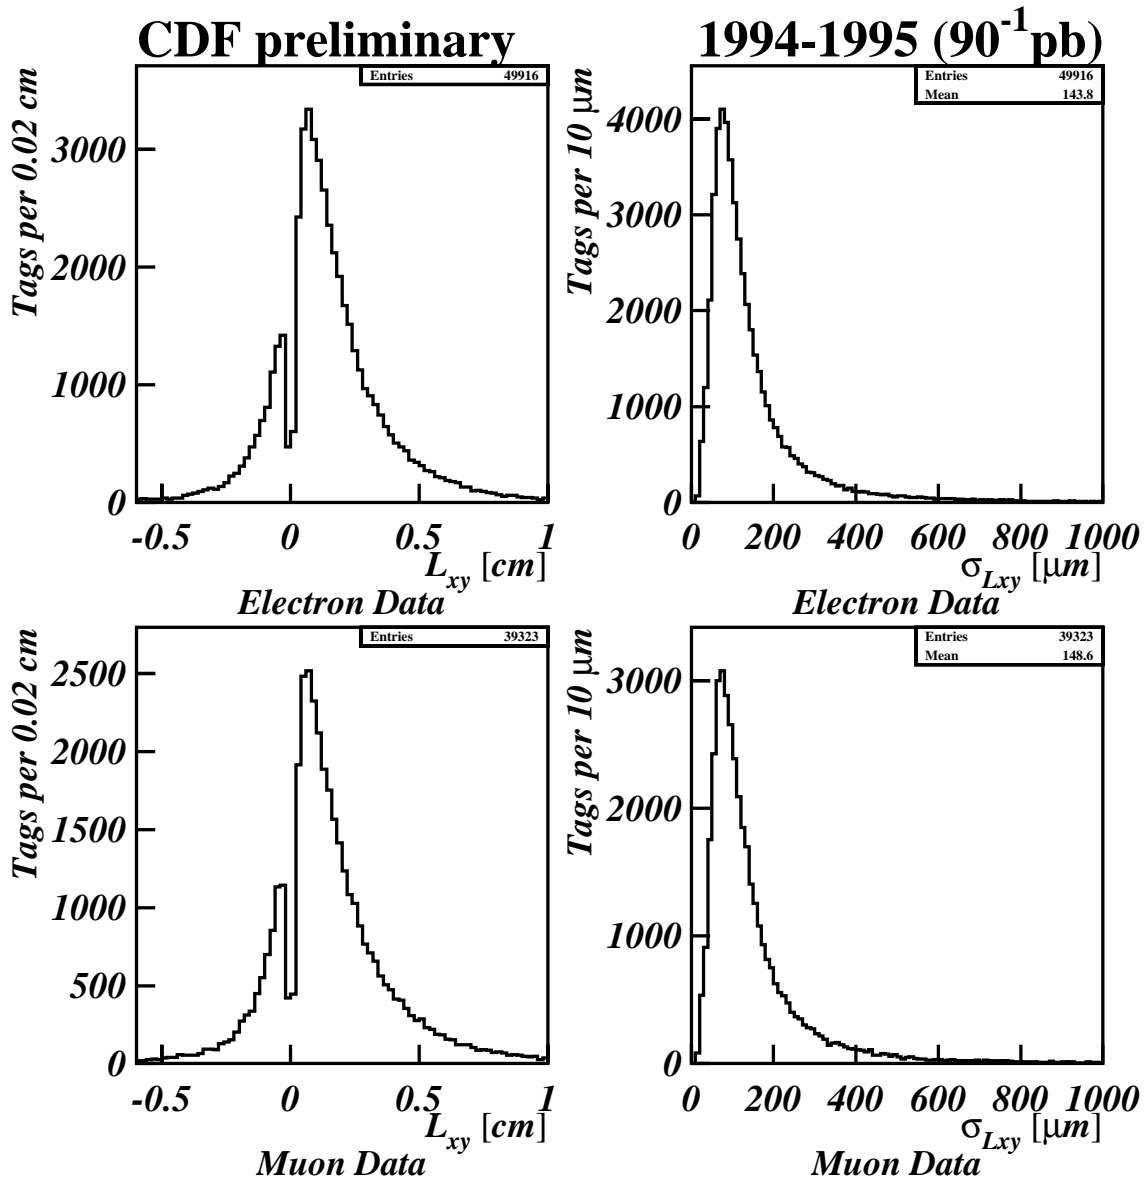 CDF preliminary
1994-1995 (90⁻¹pb)
Tags per 0.02 cm
Entries 49916
3000
2000
1000
0
-0.5 0 0.5 1
L_xy [cm]
Electron Data
Tags per 10 μm
Entries 49916
Mean 143.8
4000
3000
2000
1000
0
0 200 400 600 800 1000
σ_Lxy [μm]
Electron Data
Tags per 0.02 cm
Entries 39323
2500
2000
1500
1000
500
0
-0.5 0 0.5 1
L_xy [cm]
Muon Data
Tags per 10 μm
Entries 39323
Mean 148.6
3000
2000
1000
0
0 200 400 600 800 1000
σ_Lxy [μm]
Muon Data